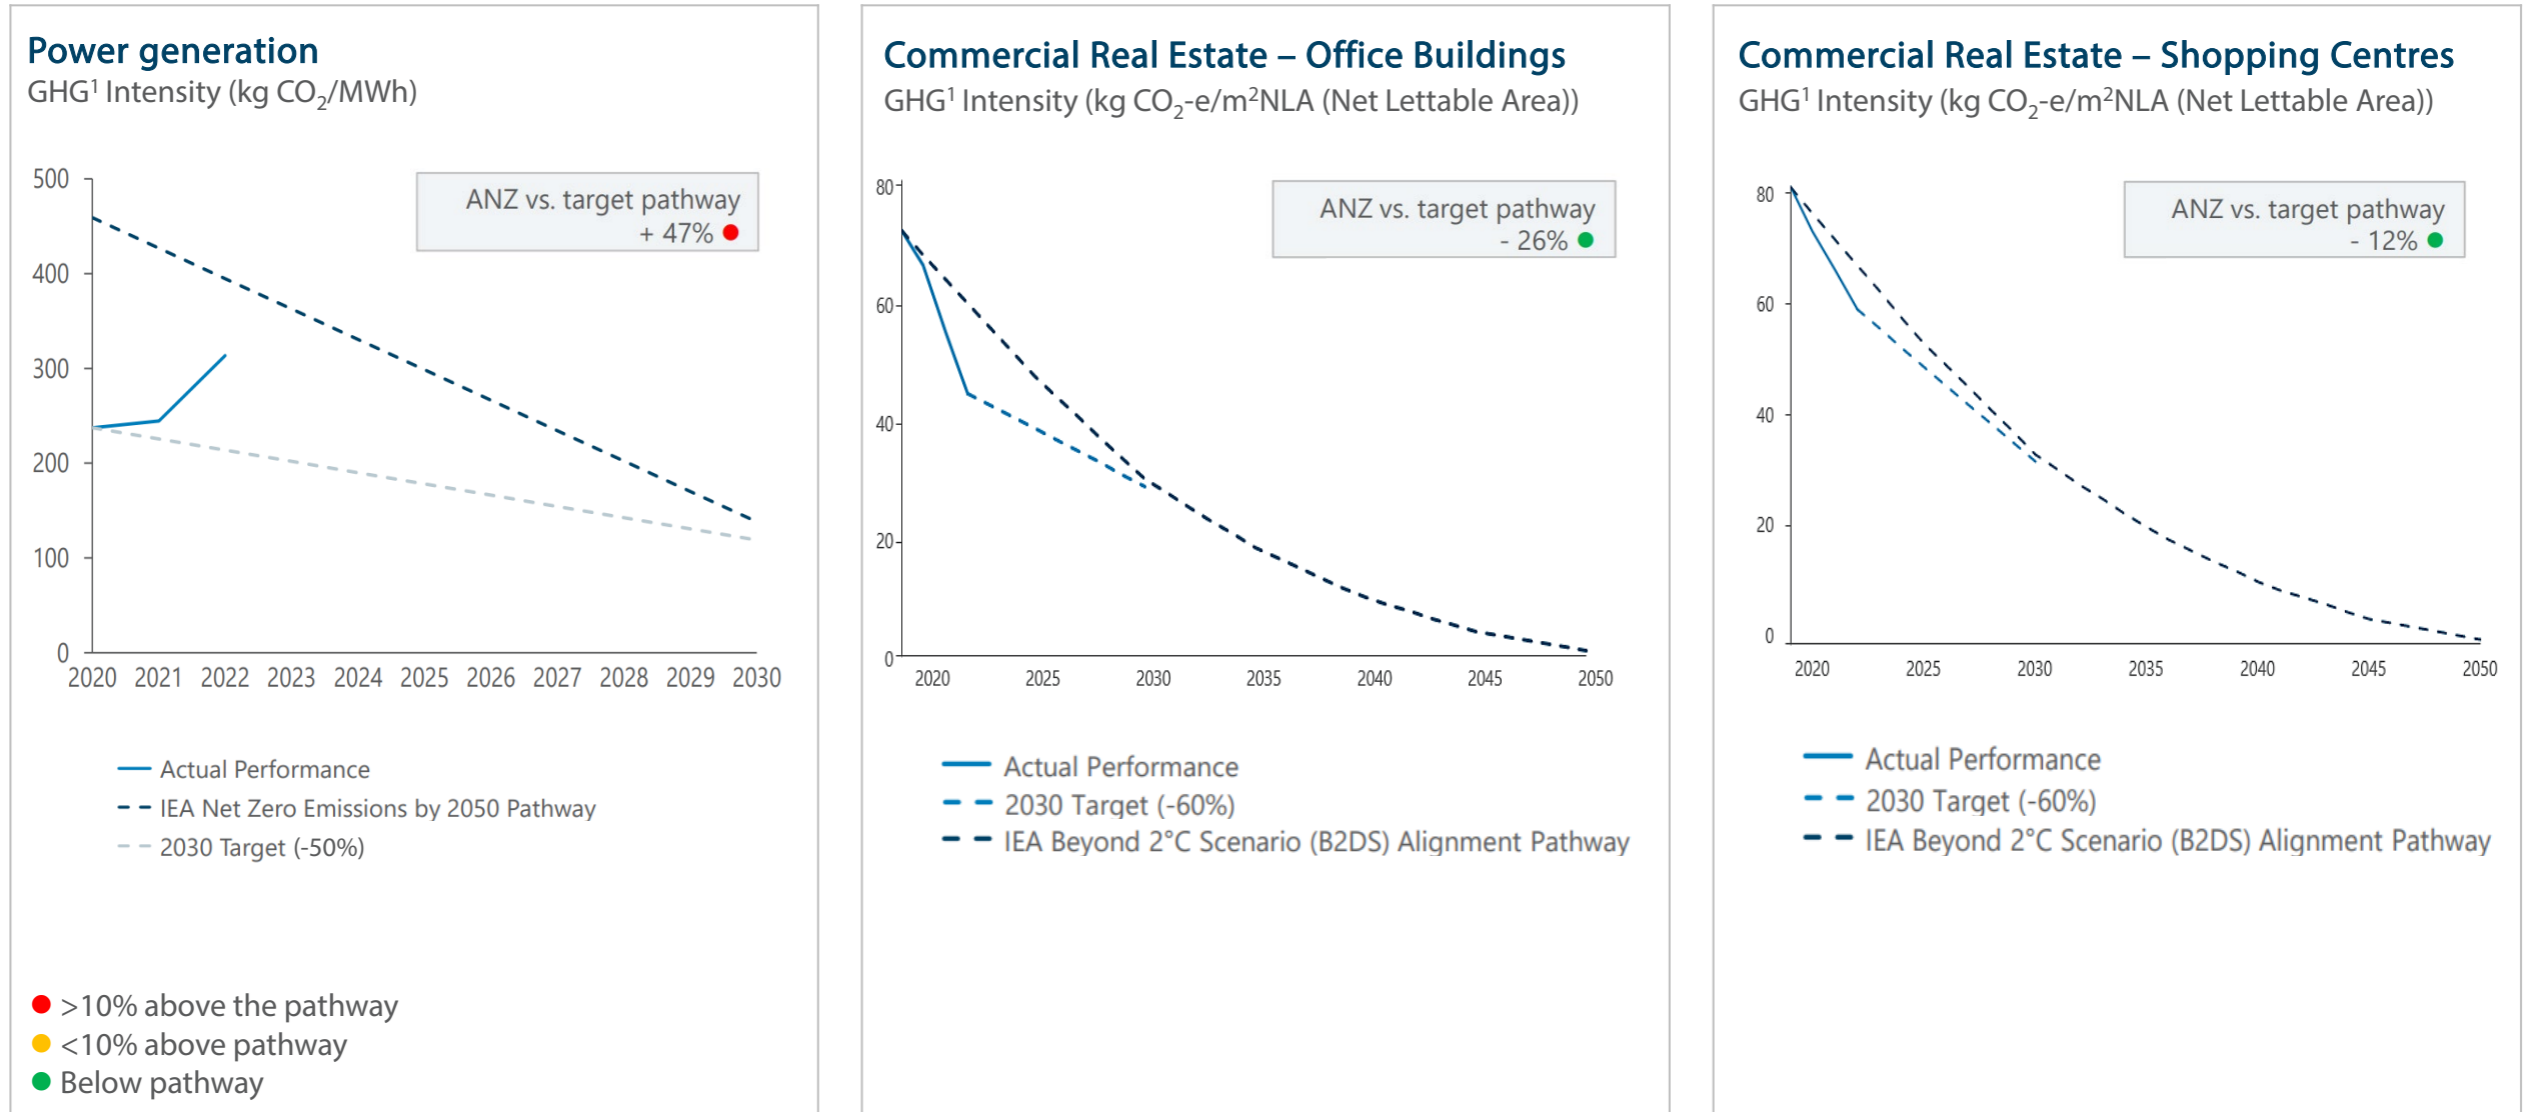 Power generation
GHG¹ Intensity (kg CO₂/MWh)
500
400
300
200
100
0
2020 2021 2022 2023 2024 2025 2026 2027 2028 2029 2030
ANZ vs. target pathway
+ 47%
Actual Performance
IEA Net Zero Emissions by 2050 Pathway
2030 Target (-50%)
>10% above the pathway
<10% above pathway
Below pathway
Commercial Real Estate – Office Buildings
GHG¹ Intensity (kg CO₂-e/m²NLA (Net Lettable Area))
80
60
40
20
0
2020 2025 2030 2035 2040 2045 2050
ANZ vs. target pathway
- 26%
Actual Performance
2030 Target (-60%)
IEA Beyond 2°C Scenario (B2DS) Alignment Pathway
Commercial Real Estate – Shopping Centres
GHG¹ Intensity (kg CO₂-e/m²NLA (Net Lettable Area))
80
60
40
20
0
2020 2025 2030 2035 2040 2045 2050
ANZ vs. target pathway
- 12%
Actual Performance
2030 Target (-60%)
IEA Beyond 2°C Scenario (B2DS) Alignment Pathway